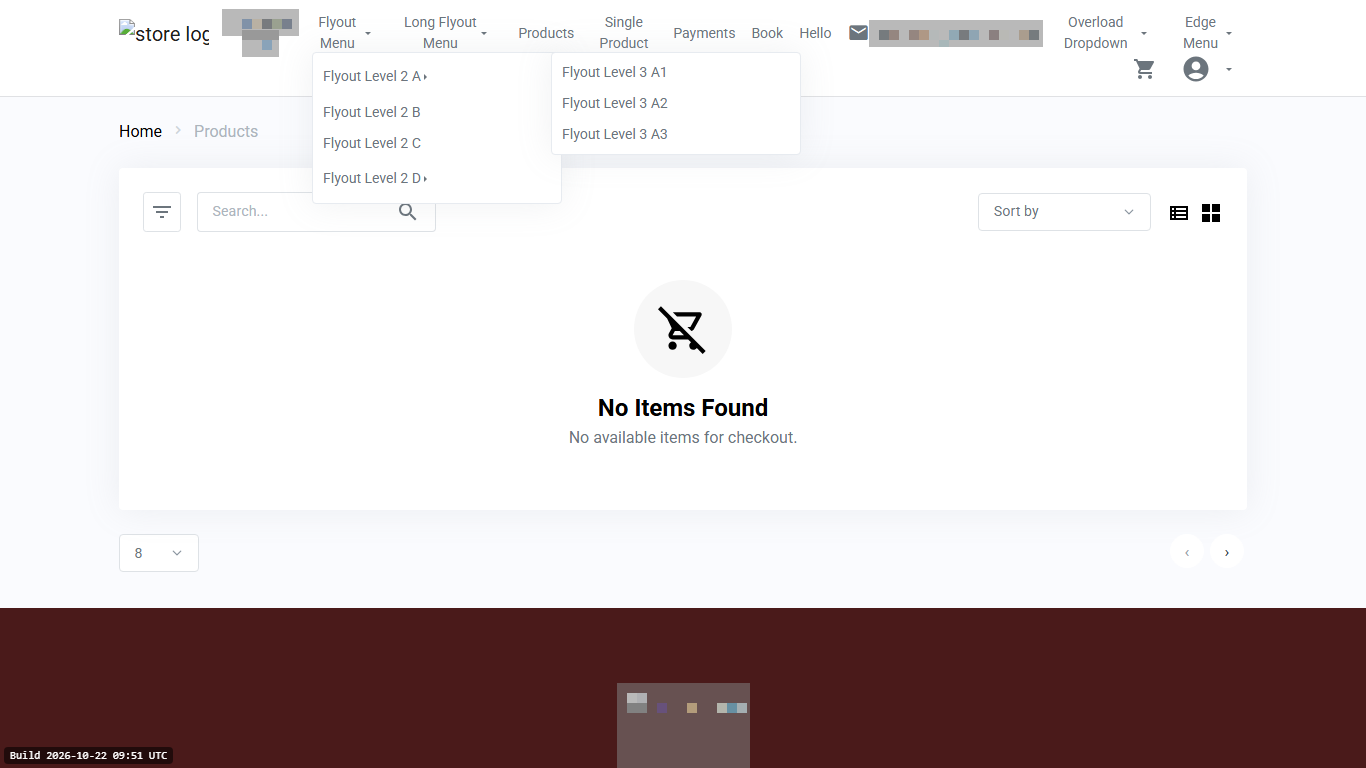 store log
Flyout
Menu
Long Flyout
Menu
Products
Single
Product
Payments
Book
Hello
Overload
Dropdown
Edge
Menu
Flyout Level 2 A
Flyout Level 2 B
Flyout Level 2 C
Flyout Level 2 D
Flyout Level 3 A1
Flyout Level 3 A2
Flyout Level 3 A3
Home
Products
Search...
Sort by
No Items Found
No available items for checkout.
8
‹
›
Build 2026-10-22 09:51 UTC